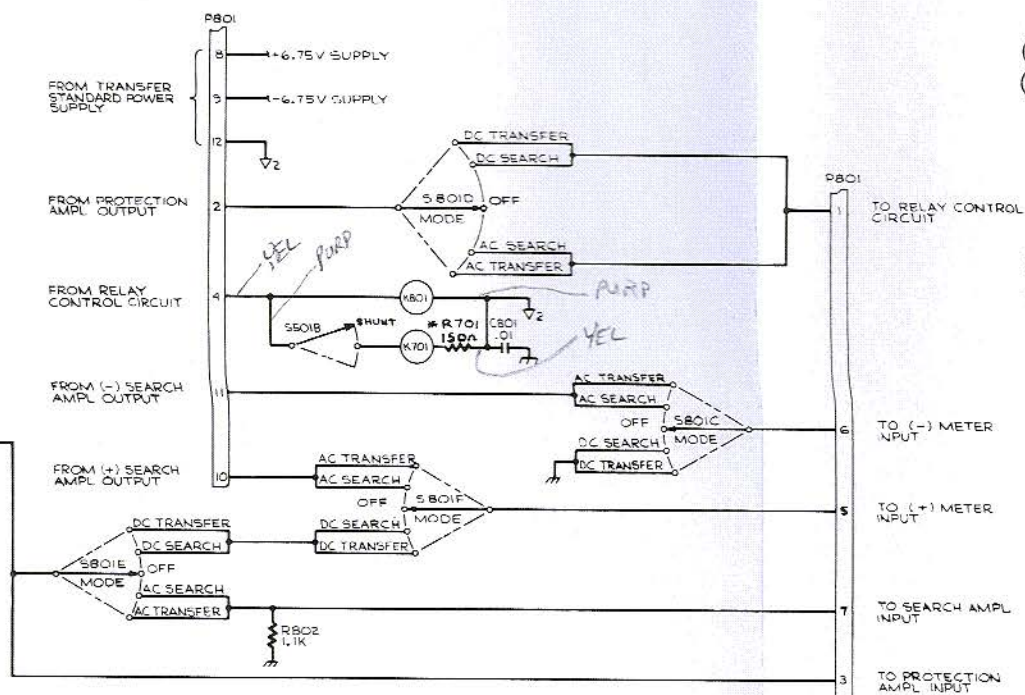 P801
8
+6.75V SUPPLY
FROM TRANSFER
STANDARD POWER
SUPPLY
9
-6.75V SUPPLY
12
2
DC TRANSFER
DC SEARCH
FROM PROTECTION
AMPL OUTPUT
2
S801D
OFF
MODE
AC SEARCH
AC TRANSFER
P801
1
TO RELAY CONTROL
CIRCUIT
YEL
PURP
FROM RELAY
CONTROL CIRCUIT
4
K801
PURP
2
S501B
SHUNT
K701
* R701
150Ω
C801
.01
YEL
FROM (-) SEARCH
AMPL OUTPUT
11
AC TRANSFER
AC SEARCH
OFF
S801C
MODE
DC SEARCH
DC TRANSFER
6
TO (-) METER
INPUT
FROM (+) SEARCH
AMPL OUTPUT
10
AC TRANSFER
AC SEARCH
OFF
S801F
MODE
DC SEARCH
DC TRANSFER
5
TO (+) METER
INPUT
DC TRANSFER
DC SEARCH
S801E
OFF
MODE
AC SEARCH
AC TRANSFER
R802
1.1K
7
TO SEARCH AMPL
INPUT
3
TO PROTECTION
AMPL INPUT